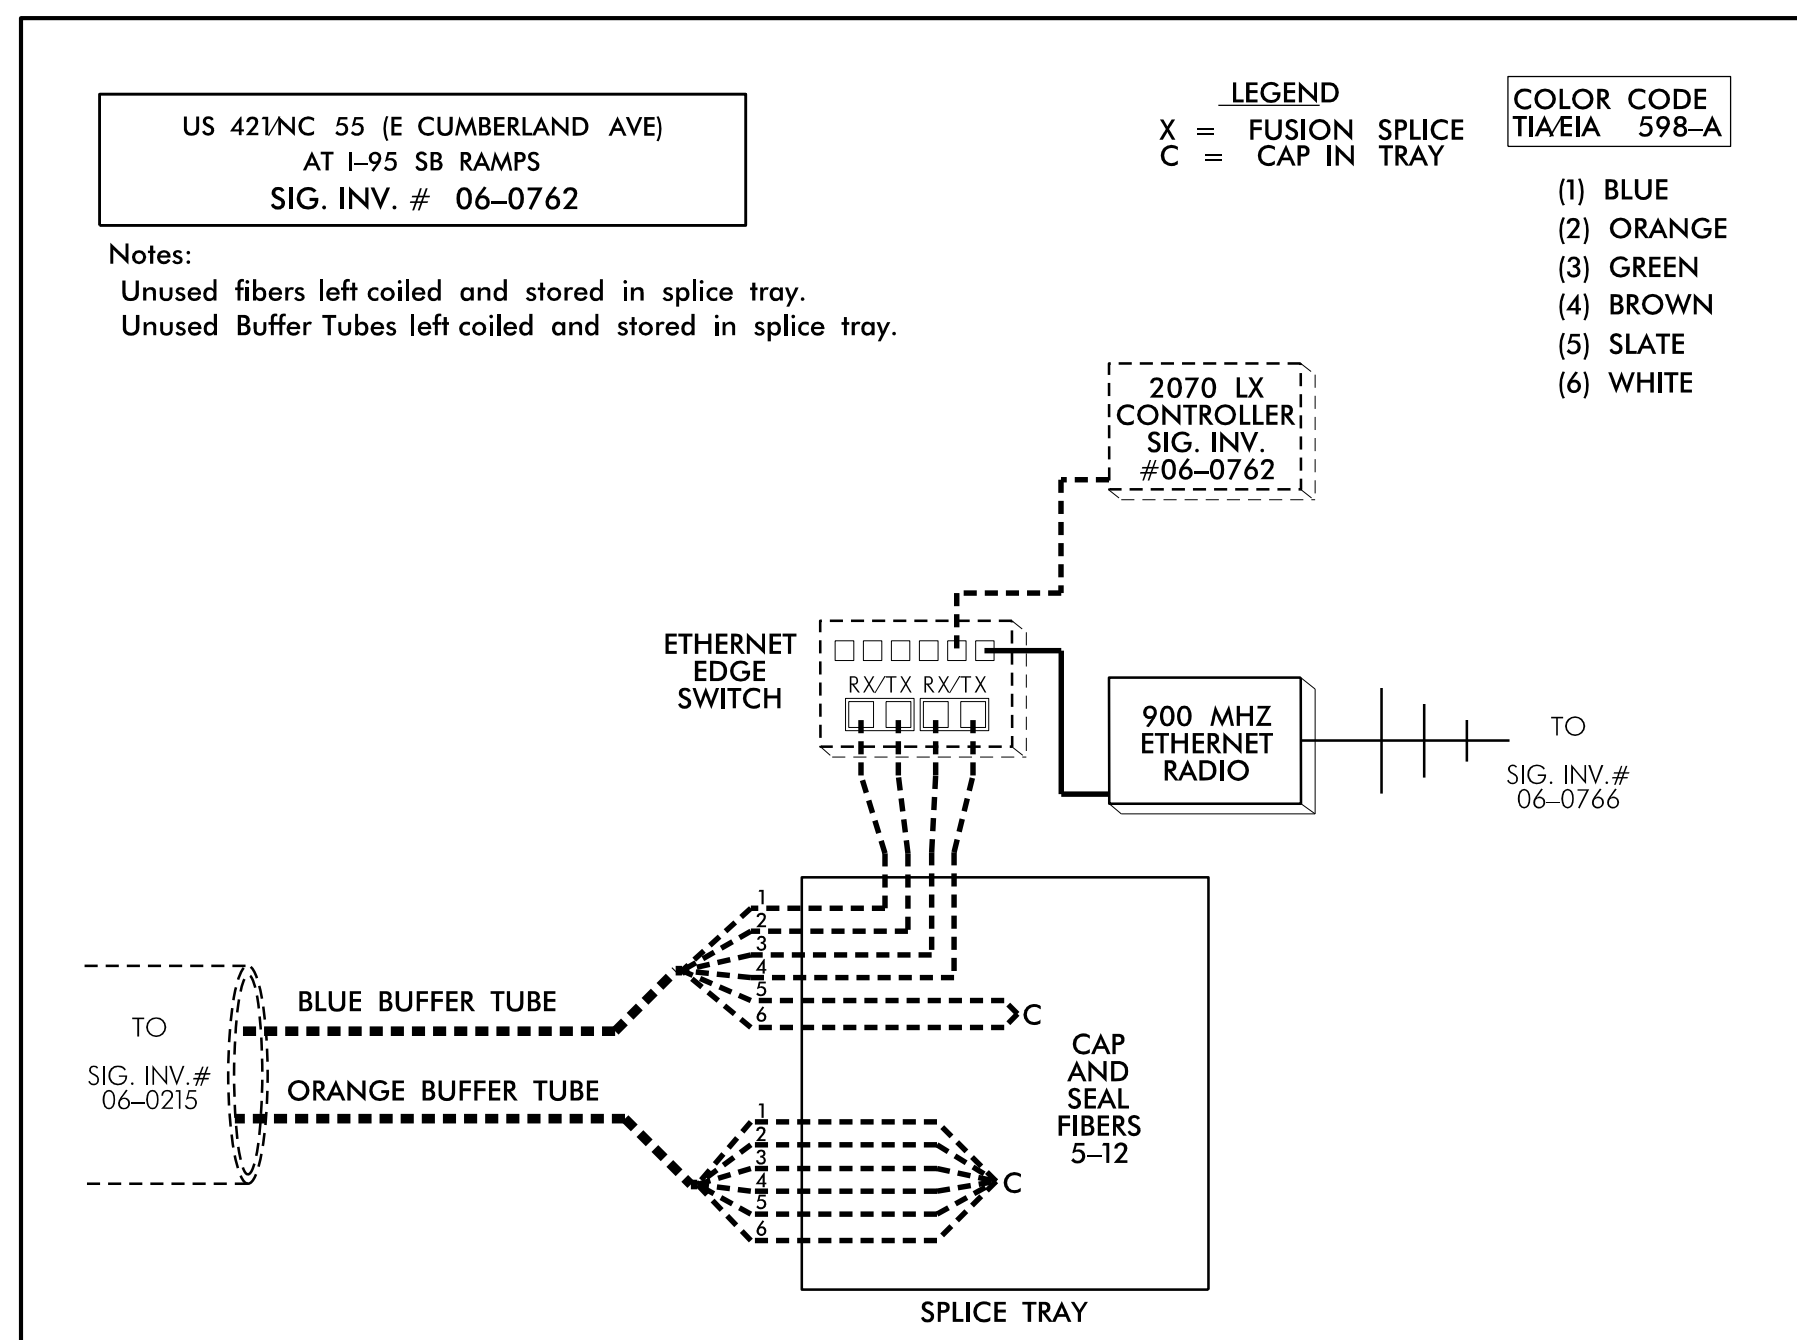 US 421/NC 55 (E CUMBERLAND AVE)
AT I-95 SB RAMPS
SIG. INV. # 06-0762
Notes:
Unused fibers left coiled and stored in splice tray.
Unused Buffer Tubes left coiled and stored in splice tray.
LEGEND
X = FUSION SPLICE
C = CAP IN TRAY
COLOR CODE
TIA/EIA 598-A
(1) BLUE
(2) ORANGE
(3) GREEN
(4) BROWN
(5) SLATE
(6) WHITE
2070 LX
CONTROLLER
SIG. INV.
#06-0762
ETHERNET
EDGE
SWITCH
RX/TX RX/TX
900 MHZ
ETHERNET
RADIO
TO
SIG. INV.#
06-0766
1
2
3
4
5
6
C
BLUE BUFFER TUBE
TO
SIG. INV.#
06-0215
ORANGE BUFFER TUBE
1
2
3
4
5
6
C
CAP
AND
SEAL
FIBERS
5-12
SPLICE TRAY